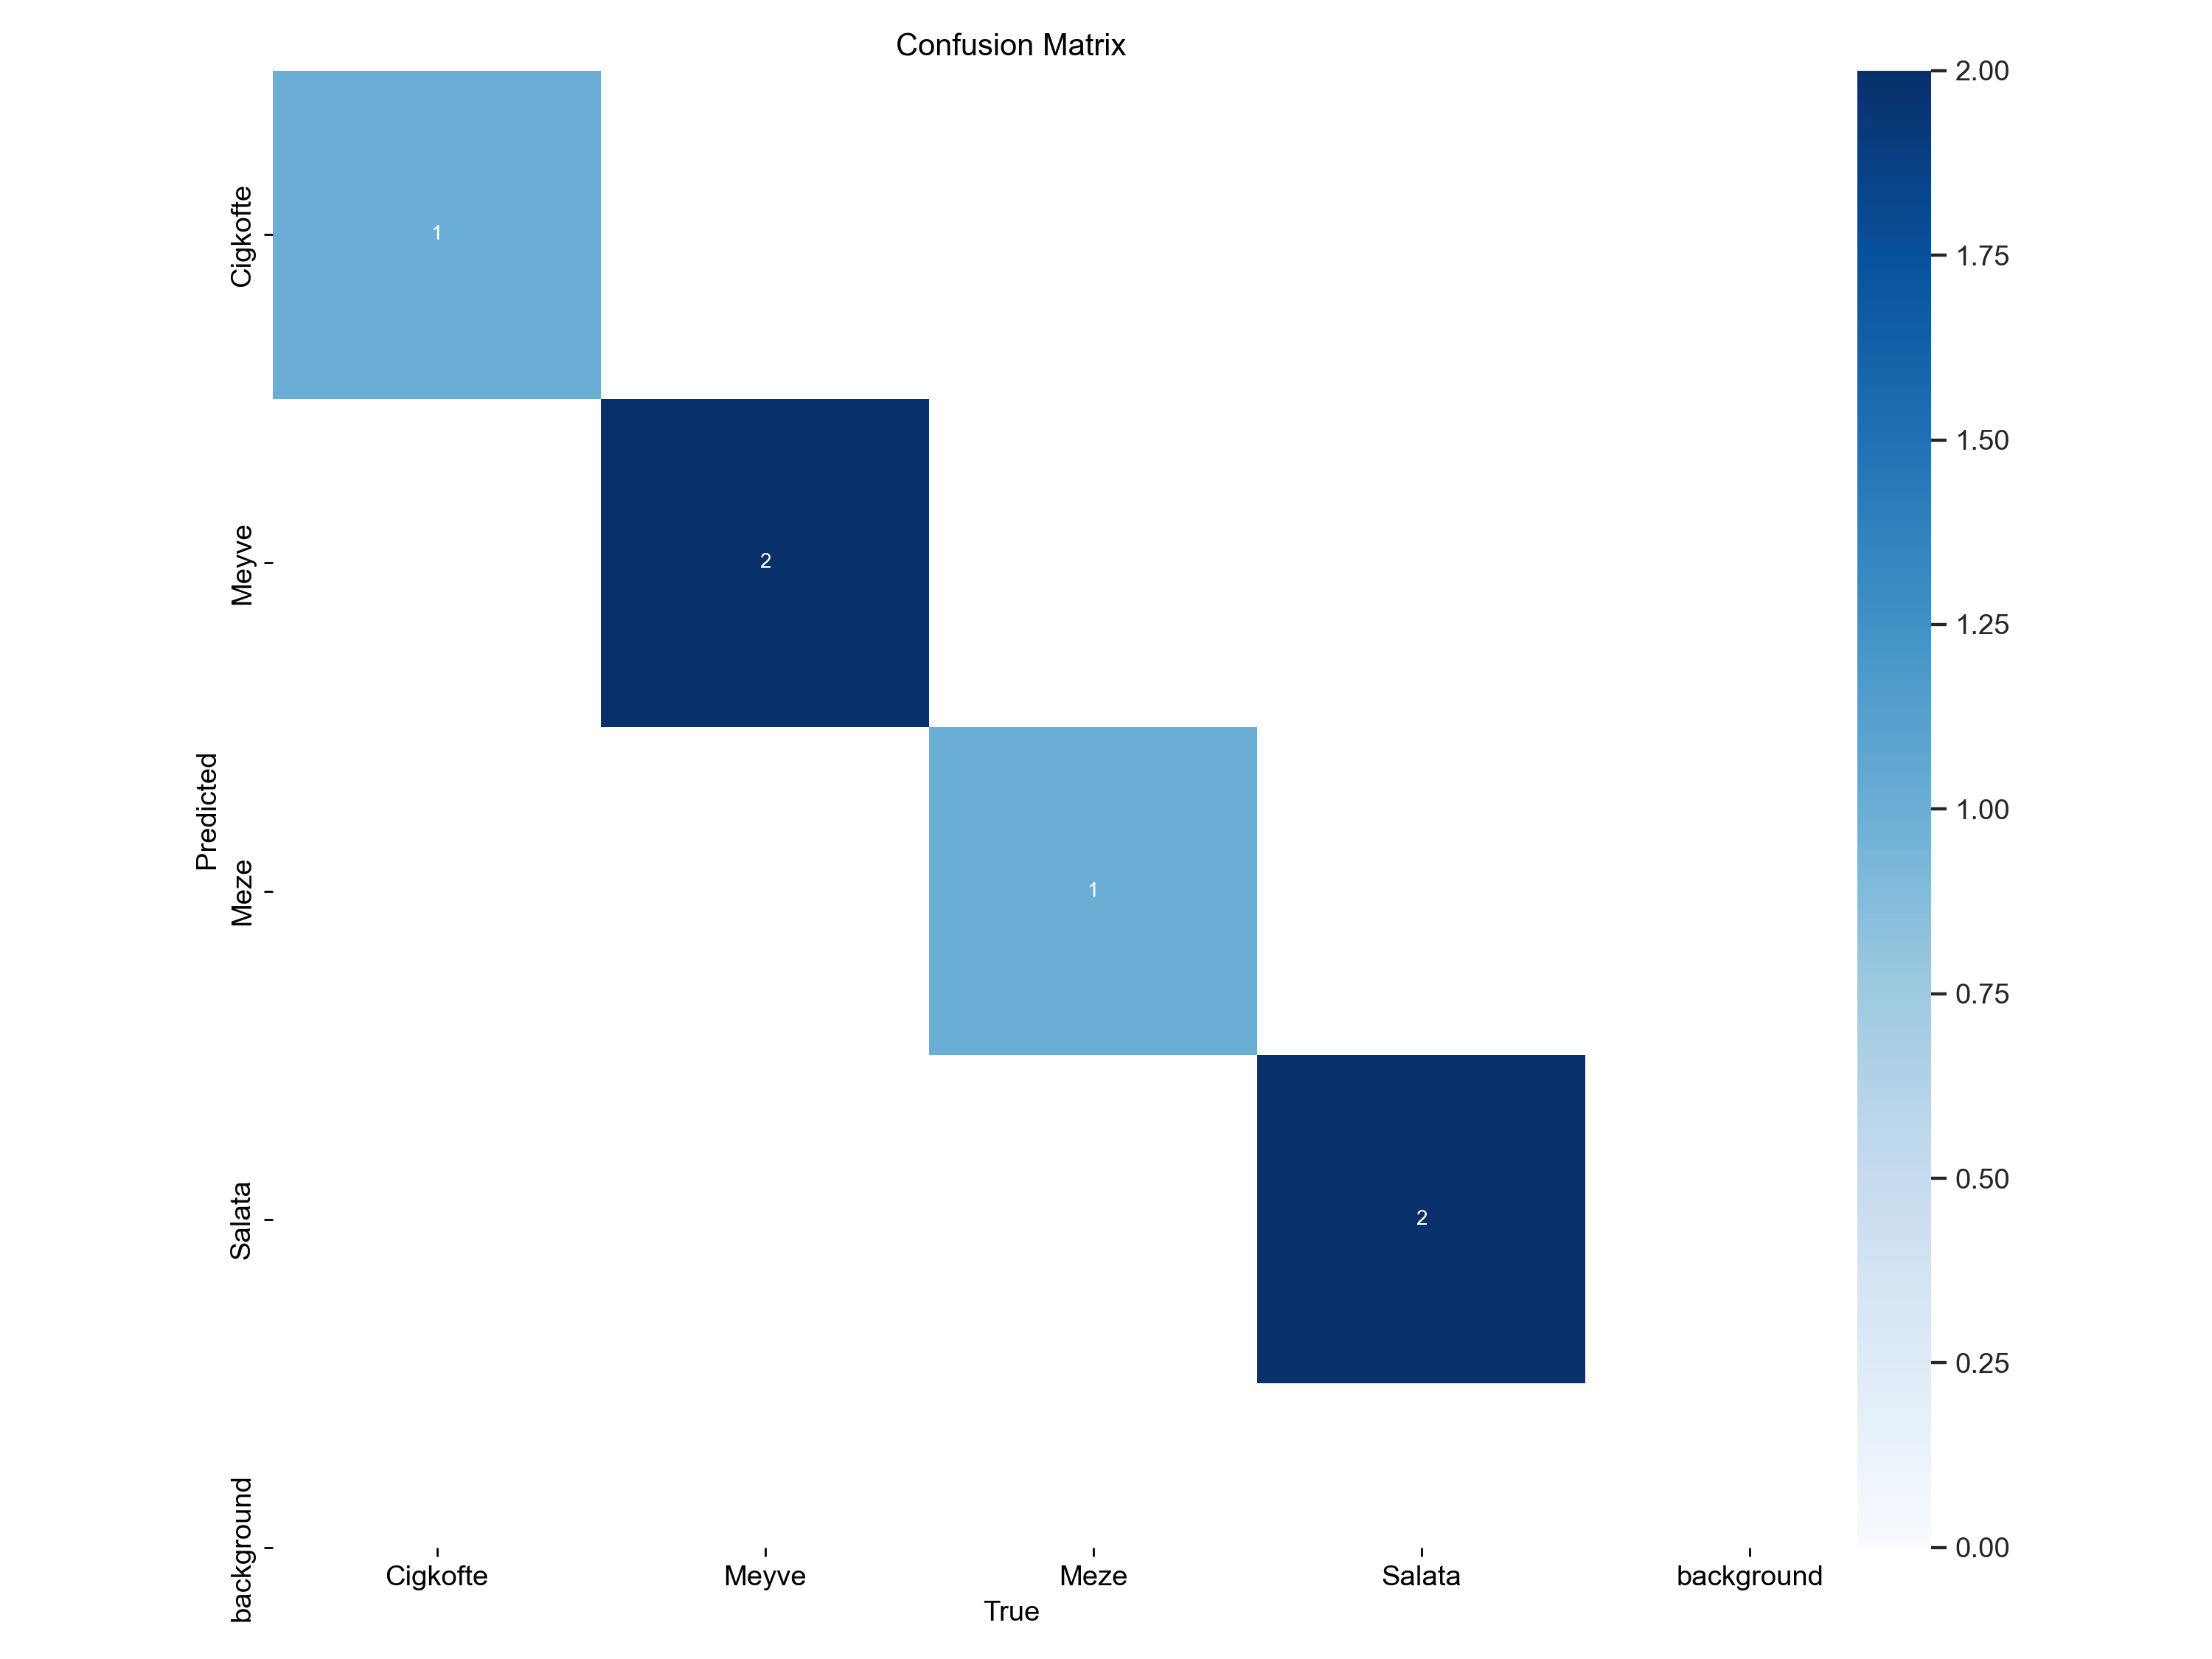 Confusion Matrix
Predicted
Cigkofte
Meyve
Meze
Salata
background
1
2
1
2
Cigkofte Meyve Meze Salata background
True
2.00
1.75
1.50
1.25
1.00
0.75
0.50
0.25
0.00